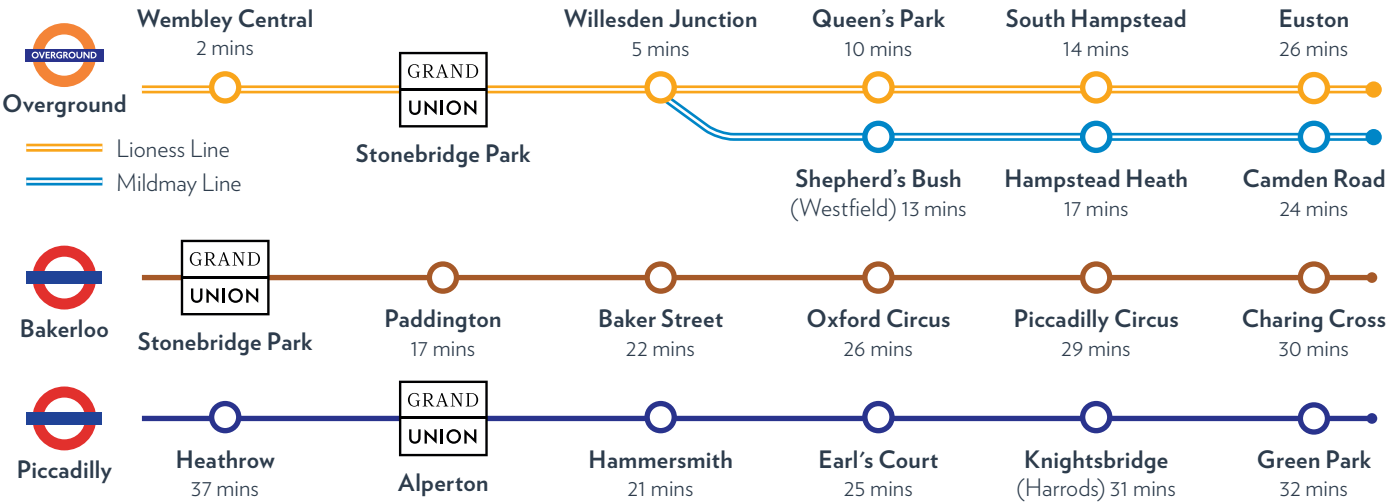 Wembley Central
2 mins
Willesden Junction
5 mins
Queen's Park
10 mins
South Hampstead
14 mins
Euston
26 mins
OVERGROUND
Overground
GRAND
UNION
Stonebridge Park
Lioness Line
Mildmay Line
Shepherd's Bush
(Westfield) 13 mins
Hampstead Heath
17 mins
Camden Road
24 mins
Bakerloo
GRAND
UNION
Stonebridge Park
Paddington
17 mins
Baker Street
22 mins
Oxford Circus
26 mins
Piccadilly Circus
29 mins
Charing Cross
30 mins
Piccadilly
Heathrow
37 mins
GRAND
UNION
Alperton
Hammersmith
21 mins
Earl's Court
25 mins
Knightsbridge
(Harrods) 31 mins
Green Park
32 mins